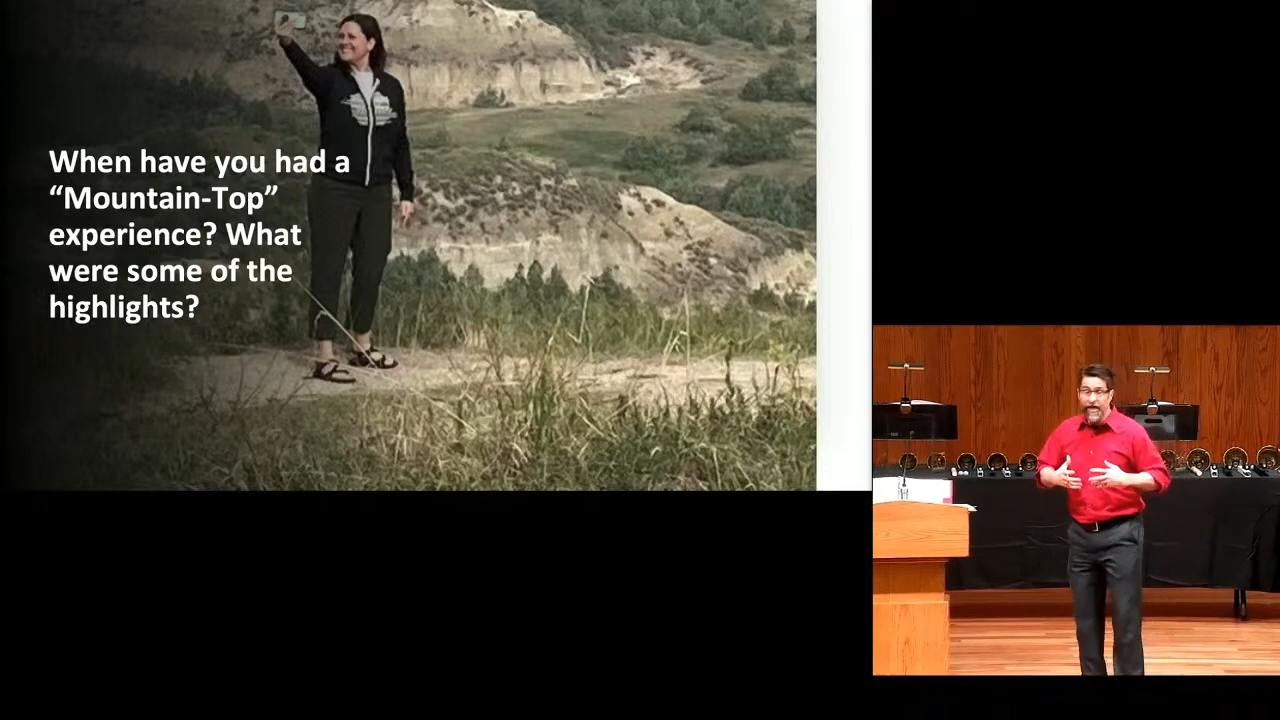 When have you had a
“Mountain-Top”
experience? What
were some of the
highlights?